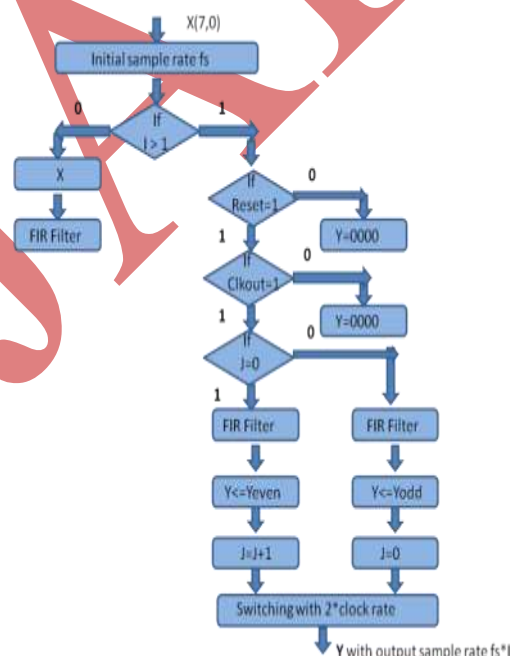 X(7,0)
Initial sample rate fs
0
1
If
I > 1
X
FIR Filter
If
Reset=1
0
Y=0000
1
If
Clkout=1
0
Y=0000
1
If
J=0
0
1
FIR Filter
FIR Filter
Y<=Yeven
Y<=Yodd
J=J+1
J=0
Switching with 2*clock rate
Y with output sample rate fs*I